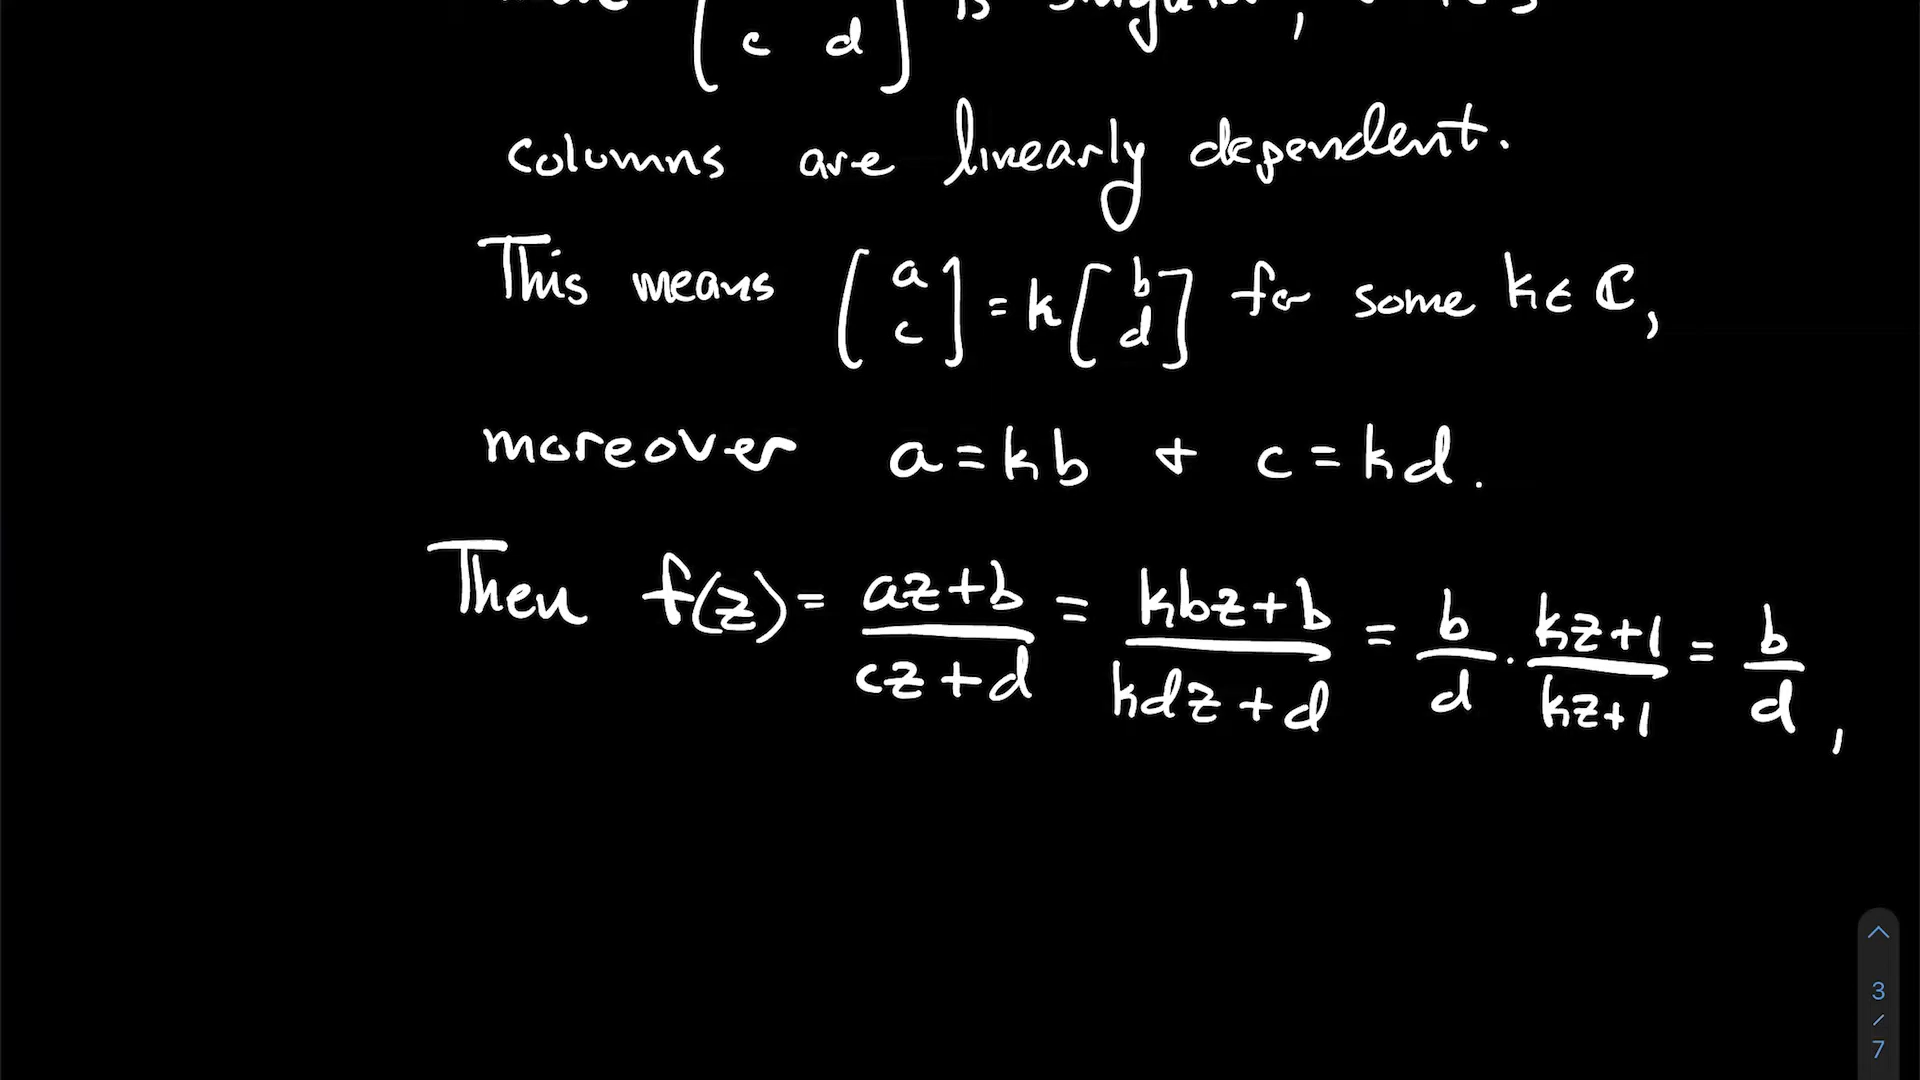 [c d] is
columns are linearly dependent.
This means [a c] = k [b d] for some k ∈ ℂ,
moreover a = kb + c = kd.
Then f(z) = az+b / cz+d = kbz+b / kdz+d = b/d · kz+1 / kz+1 = b/d,
3
/
7